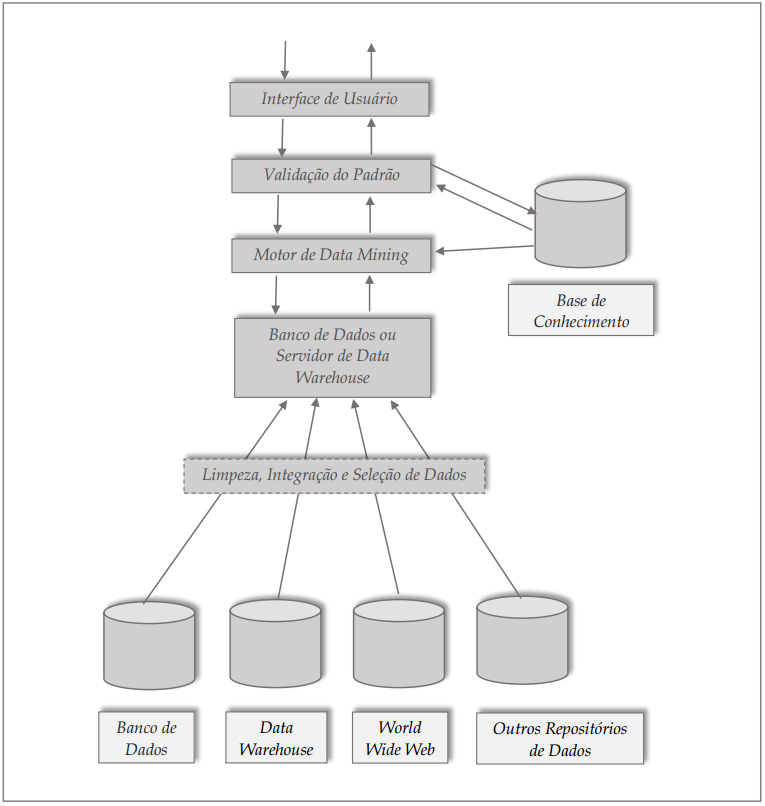 Interface de Usuário
Validação do Padrão
Motor de Data Mining
Base de
Conhecimento
Banco de Dados ou
Servidor de Data
Warehouse
Limpeza, Integração e Seleção de Dados
Banco de
Dados
Data
Warehouse
World
Wide Web
Outros Repositórios
de Dados